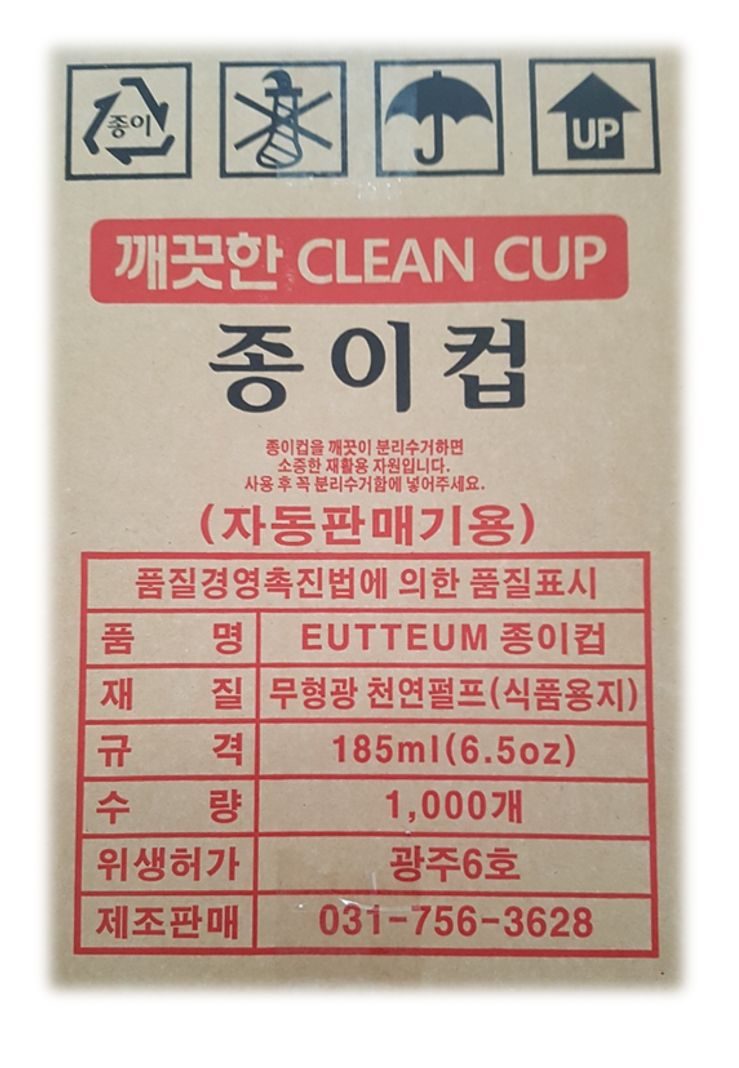 종이
UP
깨끗한 CLEAN CUP
종이컵
종이컵을 깨끗이 분리수거하면
소중한 재활용 자원입니다.
사용 후 꼭 분리수거함에 넣어주세요.
(자동판매기용)
품질경영촉진법에 의한 품질표시
품 명 EUTTEUM 종이컵
재 질 무형광 천연펄프(식품용지)
규 격 185ml(6.5oz)
수 량 1,000개
위생허가 광주6호
제조판매 031-756-3628